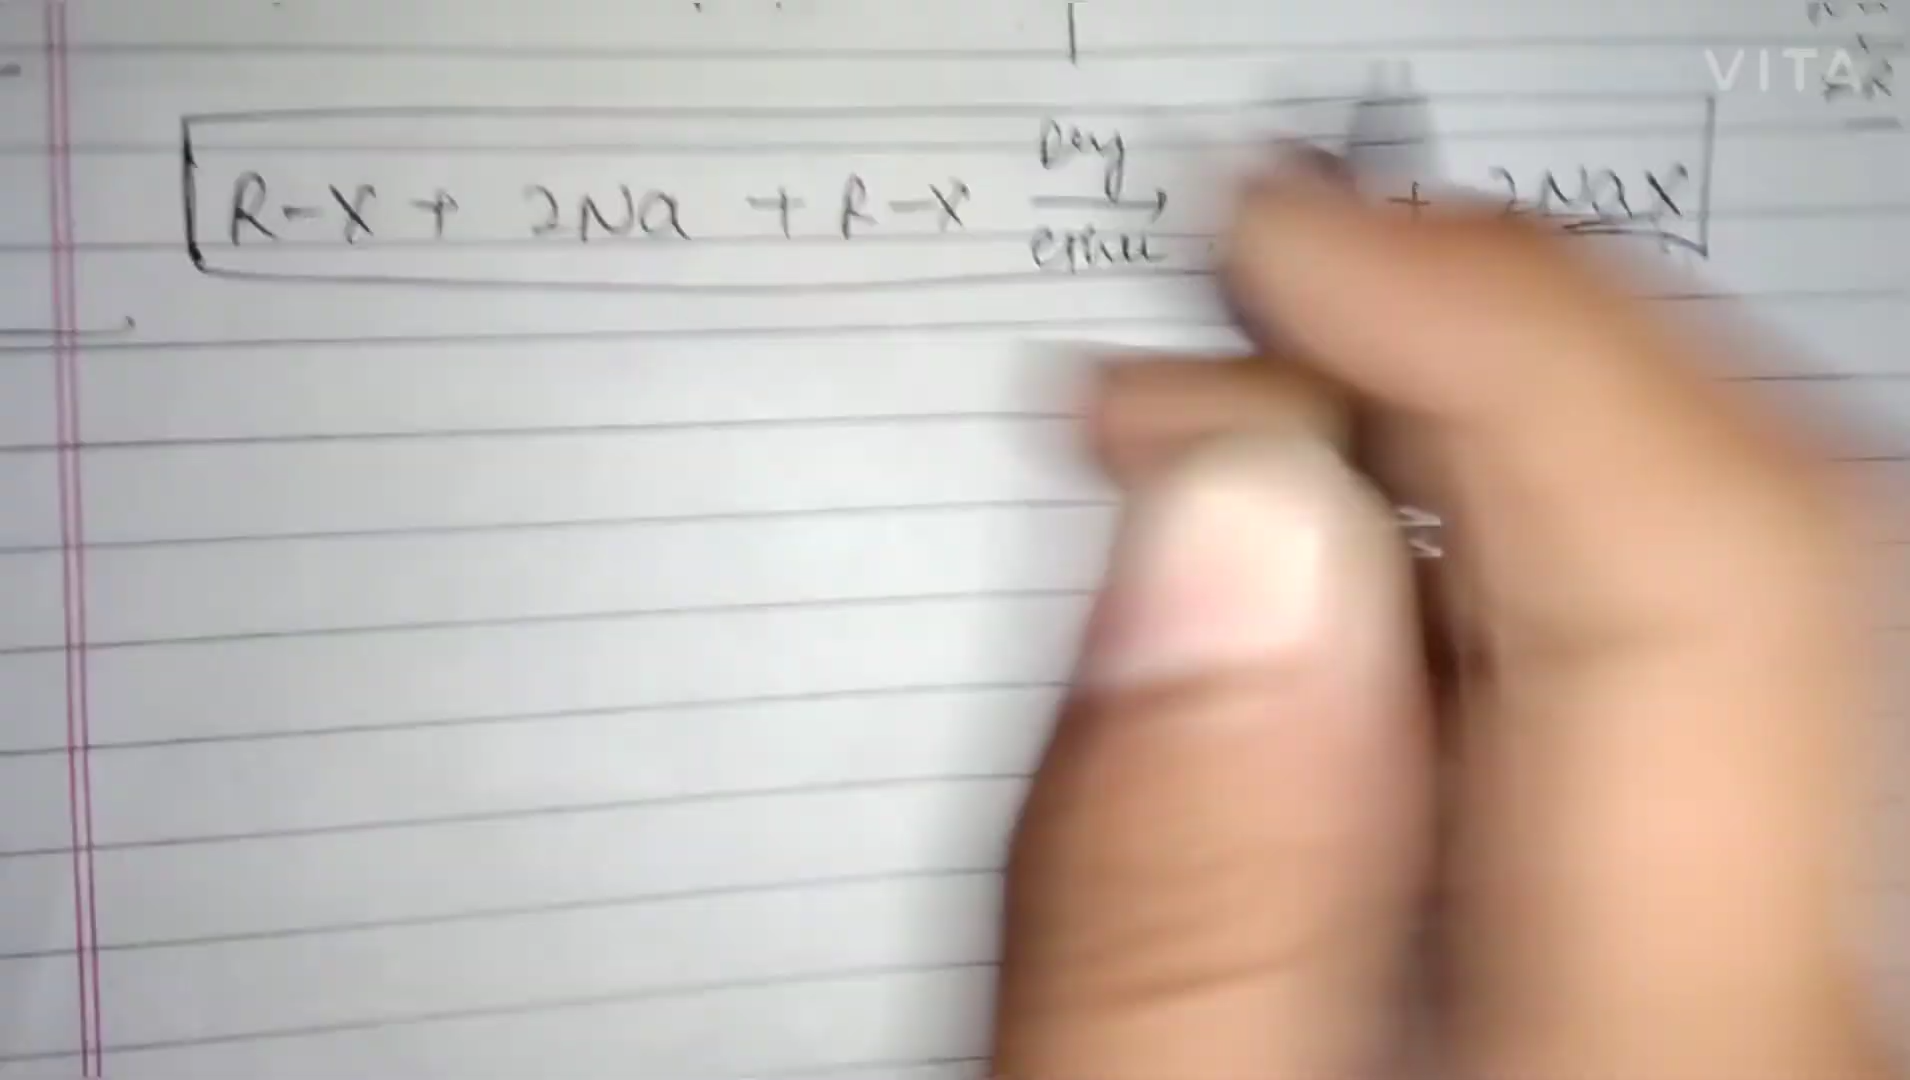 VITA
Dry
R-X + 2Na + R-X → + 2NaX
ether